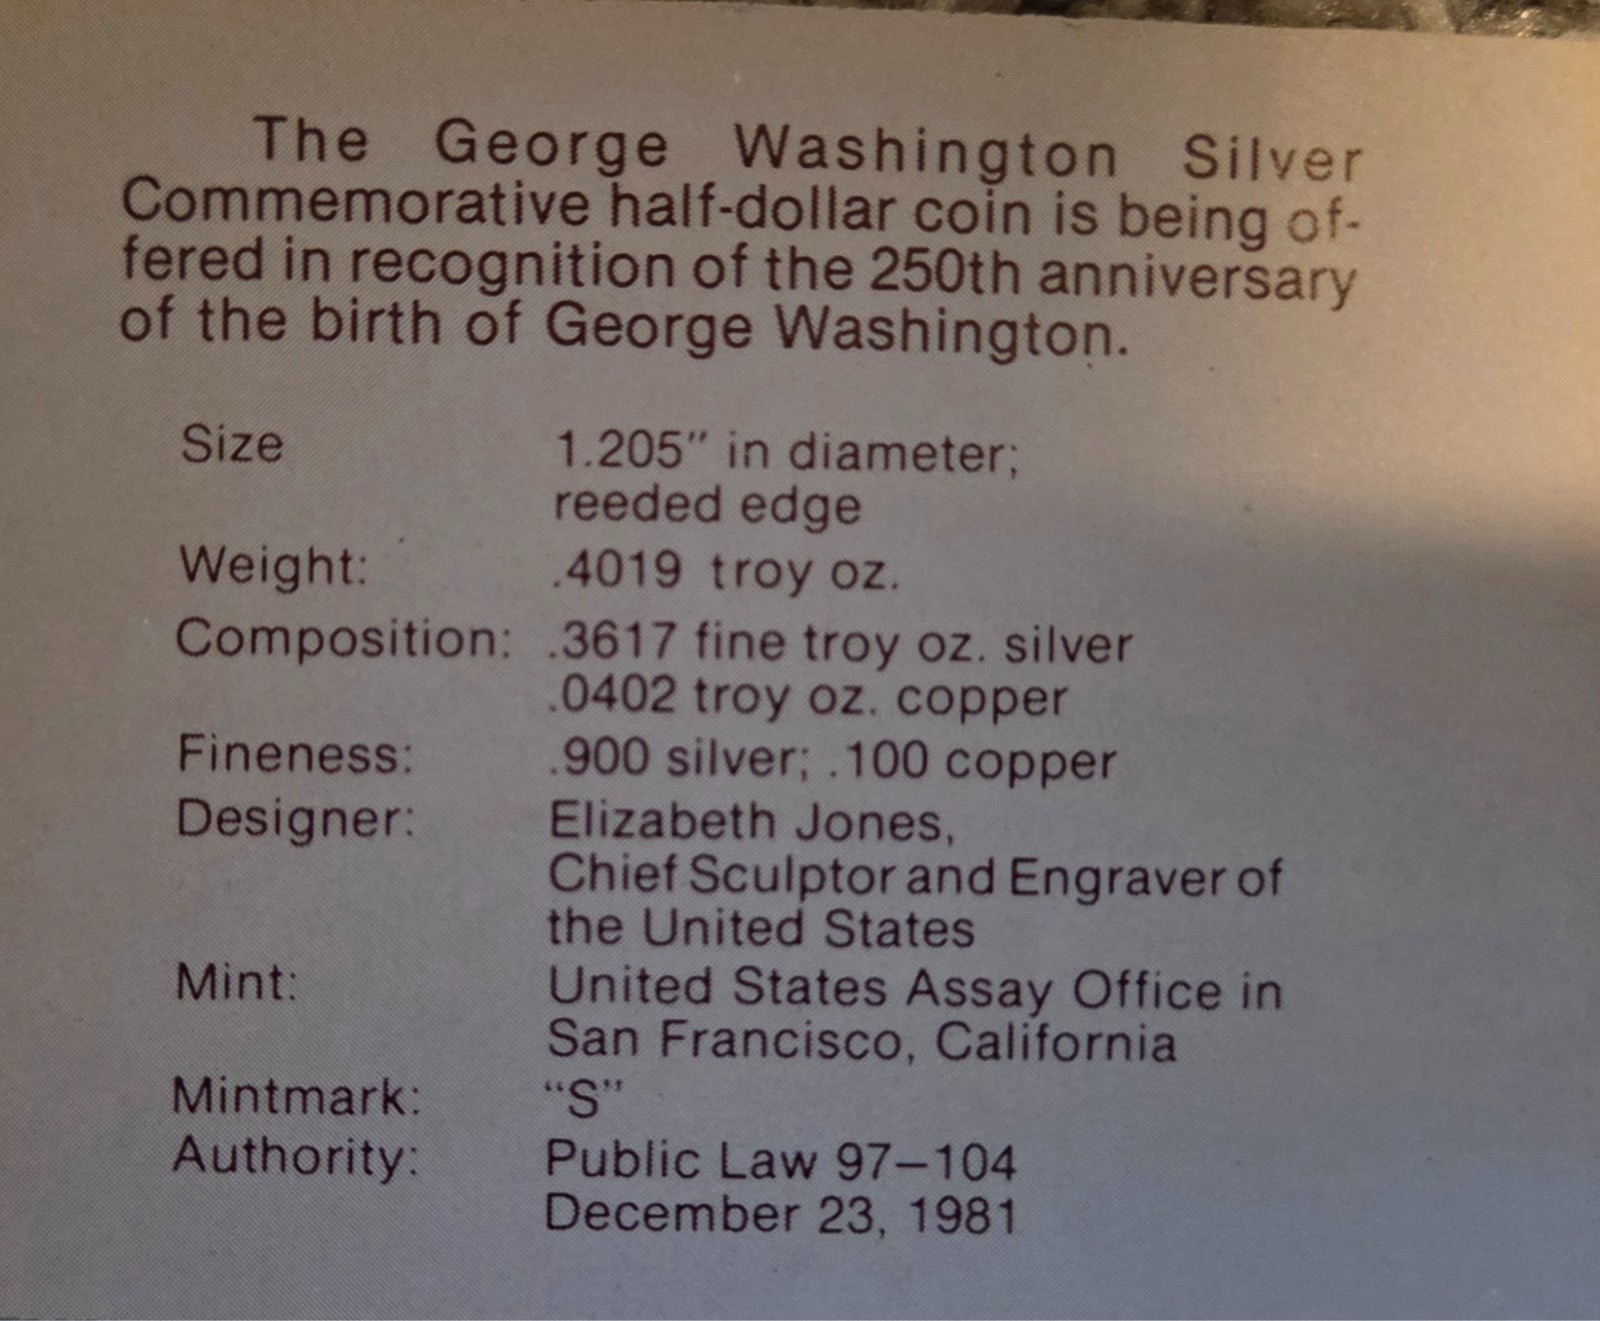 The George Washington Silver
Commemorative half-dollar coin is being of-
fered in recognition of the 250th anniversary
of the birth of George Washington.
Size 1.205" in diameter;
reeded edge
Weight: .4019 troy oz.
Composition: .3617 fine troy oz. silver
.0402 troy oz. copper
Fineness: .900 silver; .100 copper
Designer: Elizabeth Jones,
Chief Sculptor and Engraver of
the United States
Mint: United States Assay Office in
San Francisco, California
Mintmark: “S”
Authority: Public Law 97–104
December 23, 1981